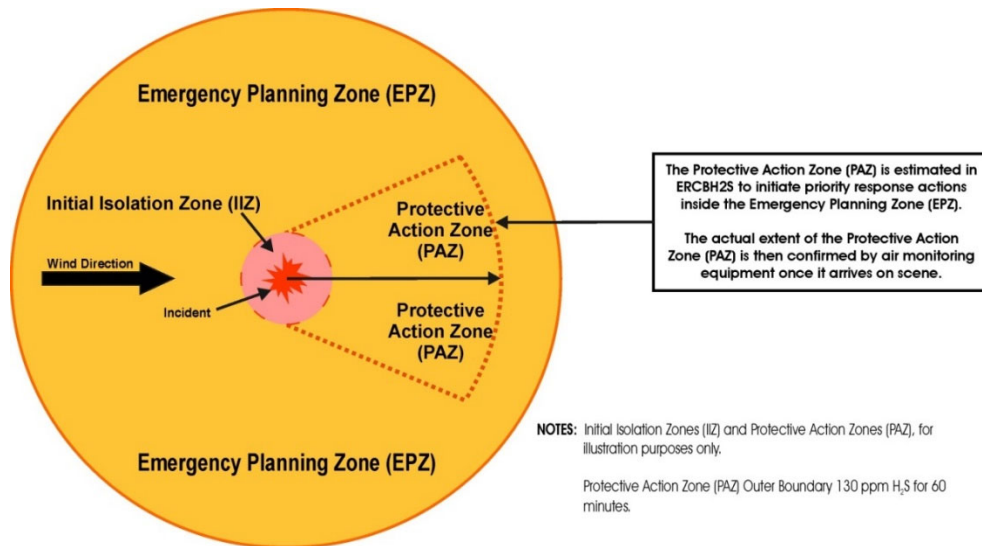 Emergency Planning Zone (EPZ)
Initial Isolation Zone (IIZ)
Wind Direction
Incident
Protective
Action Zone
(PAZ)
Protective
Action Zone
(PAZ)
Emergency Planning Zone (EPZ)
The Protective Action Zone (PAZ) is estimated in
ERCBH2S to initiate priority response actions
inside the Emergency Planning Zone (EPZ).
The actual extent of the Protective Action
Zone (PAZ) is then confirmed by air monitoring
equipment once it arrives on scene.
NOTES: Initial Isolation Zones (IIZ) and Protective Action Zones (PAZ), for
illustration purposes only.
Protective Action Zone (PAZ) Outer Boundary 130 ppm H₂S for 60
minutes.